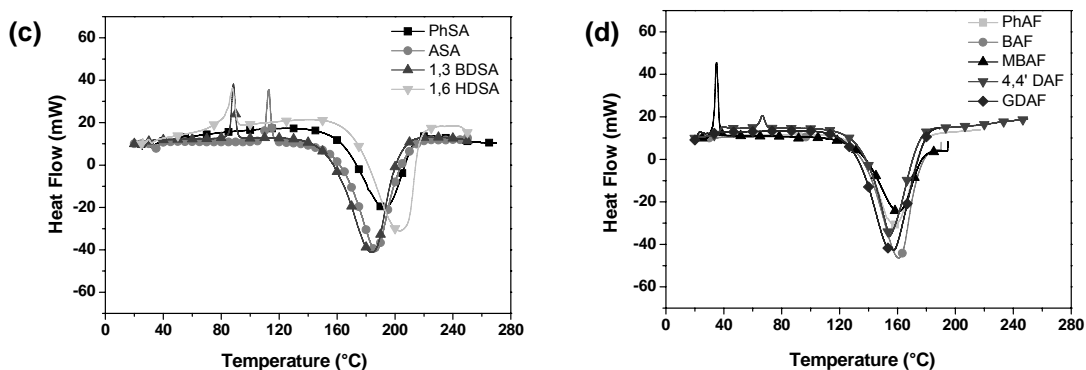 (c)
PhSA
ASA
1,3 BDSA
1,6 HDSA
Heat Flow (mW)
60
40
20
0
-20
-40
-60
0 40 80 120 160 200 240 280
Temperature (°C)
(d)
PhAF
BAF
MBAF
4,4' DAF
GDAF
Heat Flow (mW)
60
40
20
0
-20
-40
-60
0 40 80 120 160 200 240 280
Temperature (°C)